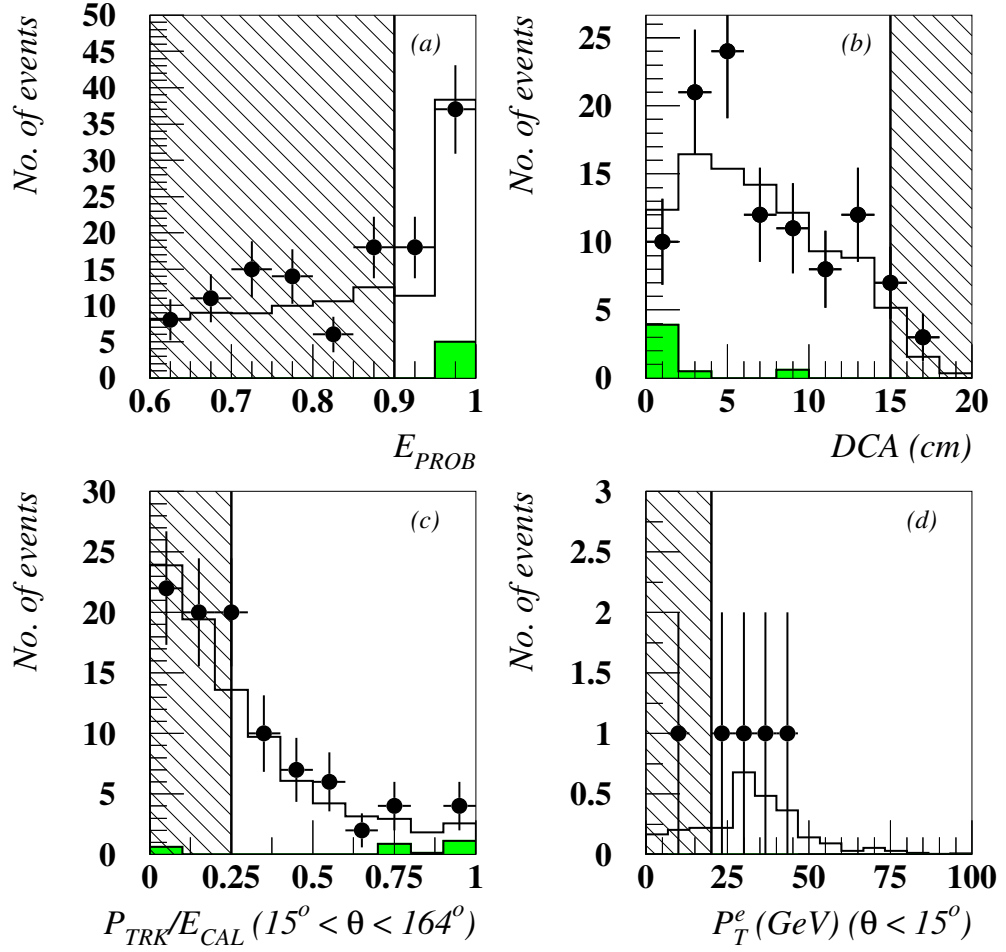 No. of events
50
45
40
35
30
25
20
15
10
5
0
0.6 0.7 0.8 0.9 1
(a)
E_PROB
No. of events
25
20
15
10
5
0
0 5 10 15 20
(b)
DCA (cm)
No. of events
30
25
20
15
10
5
0
0 0.25 0.5 0.75 1
(c)
P_TRK/E_CAL (15° < θ < 164°)
No. of events
3
2.5
2
1.5
1
0.5
0
0 25 50 75 100
(d)
P_T^e (GeV) (θ < 15°)